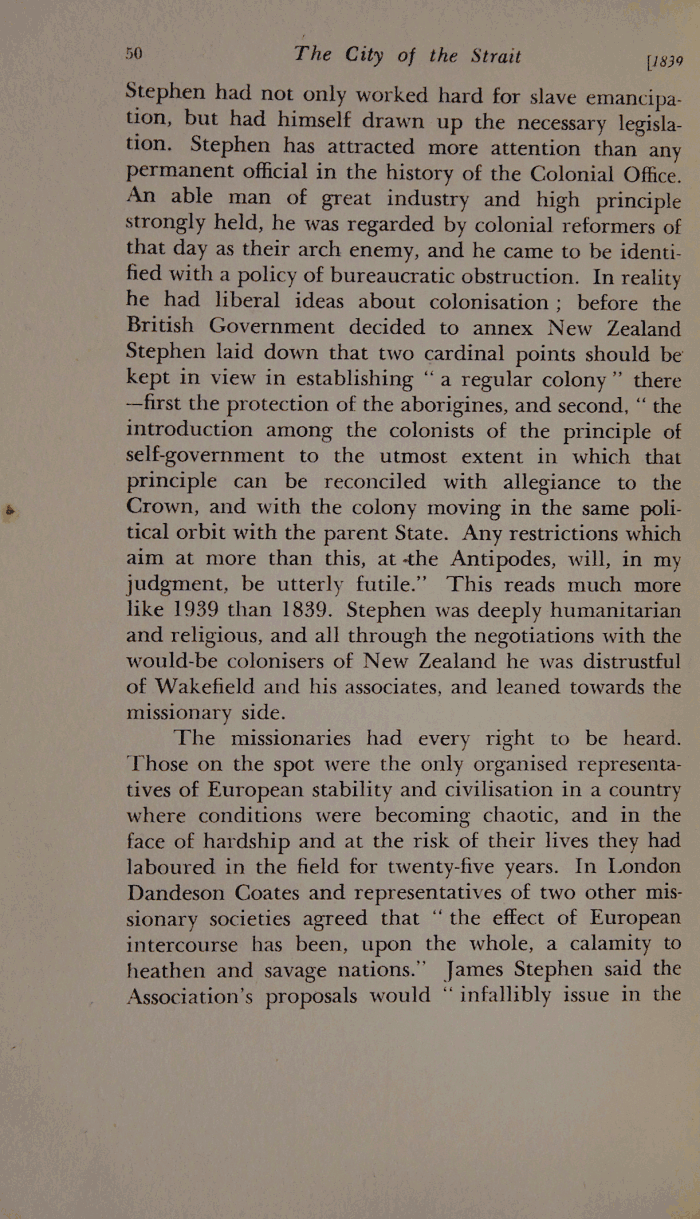 50 The City of the Strait [1839
Stephen had not only worked hard for slave emancipa-
tion, but had himself drawn up the necessary legisla-
tion. Stephen has attracted more attention than any
permanent official in the history of the Colonial Office.
An able man of great industry and high principle
strongly held, he was regarded by colonial reformers of
that day as their arch enemy, and he came to be identi-
fied with a policy of bureaucratic obstruction. In reality
he had liberal ideas about colonisation ; before the
British Government decided to annex New Zealand
Stephen laid down that two cardinal points should be
kept in view in establishing “ a regular colony ” there
—first the protection of the aborigines, and second, “ the
introduction among the colonists of the principle of
self-government to the utmost extent in which that
principle can be reconciled with allegiance to the
Crown, and with the colony moving in the same poli-
tical orbit with the parent State. Any restrictions which
aim at more than this, at the Antipodes, will, in my
judgment, be utterly futile.” This reads much more
like 1939 than 1839. Stephen was deeply humanitarian
and religious, and all through the negotiations with the
would-be colonisers of New Zealand he was distrustful
of Wakefield and his associates, and leaned towards the
missionary side.
The missionaries had every right to be heard.
Those on the spot were the only organised representa-
tives of European stability and civilisation in a country
where conditions were becoming chaotic, and in the
face of hardship and at the risk of their lives they had
laboured in the field for twenty-five years. In London
Dandeson Coates and representatives of two other mis-
sionary societies agreed that “ the effect of European
intercourse has been, upon the whole, a calamity to
heathen and savage nations.” James Stephen said the
Association’s proposals would “ infallibly issue in the